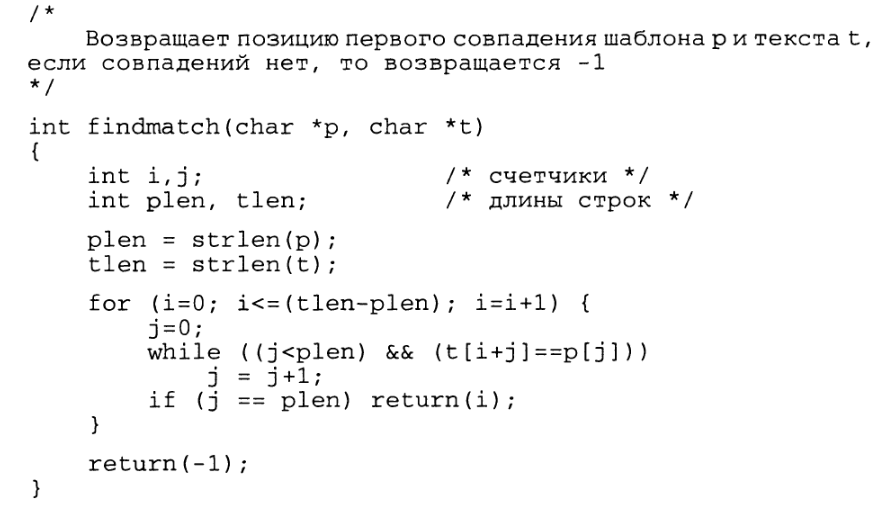 /*
Возвращает позицию первого совпадения шаблона p и текста t,
если совпадений нет, то возвращается -1
*/
int findmatch(char *p, char *t)
{
int i,j; /* счетчики */
int plen, tlen; /* длины строк */
plen = strlen(p);
tlen = strlen(t);
for (i=0; i<=(tlen-plen); i=i+1) {
j=0;
while ((j<plen) && (t[i+j]==p[j]))
j = j+1;
if (j == plen) return(i);
}
return(-1);
}